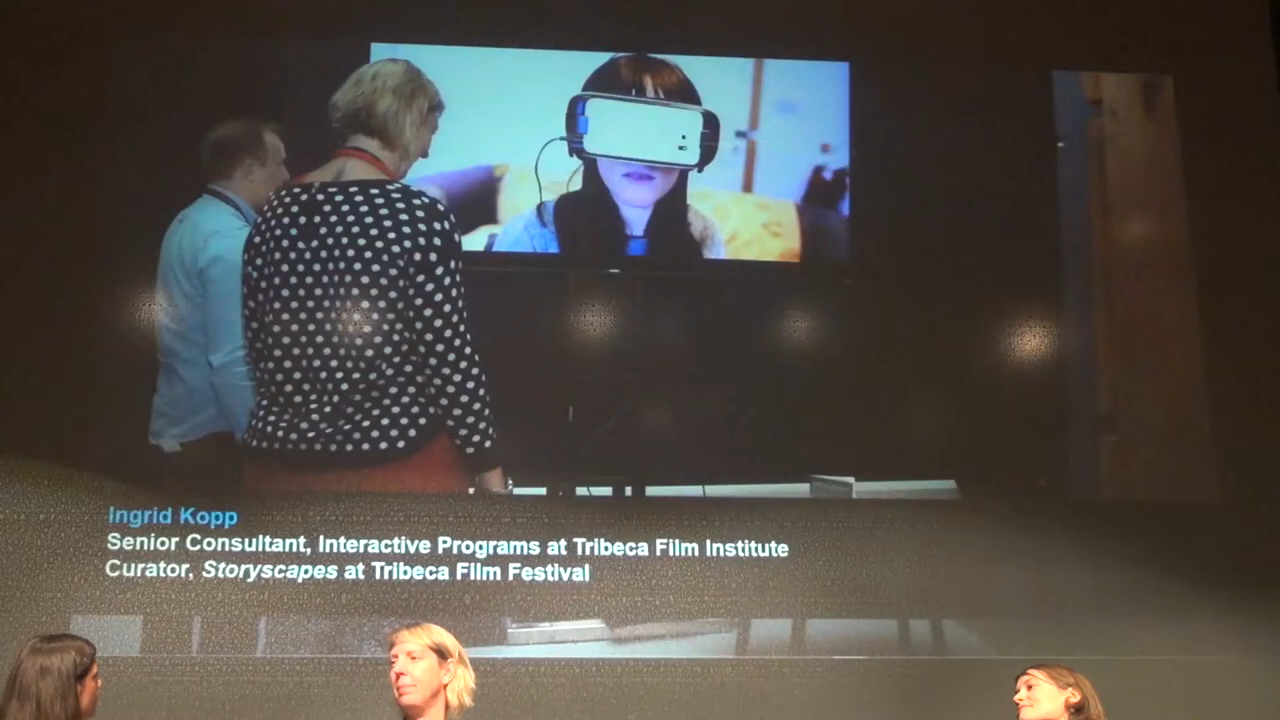 Ingrid Kopp
Senior Consultant, Interactive Programs at Tribeca Film Institute
Curator, Storyscapes at Tribeca Film Festival